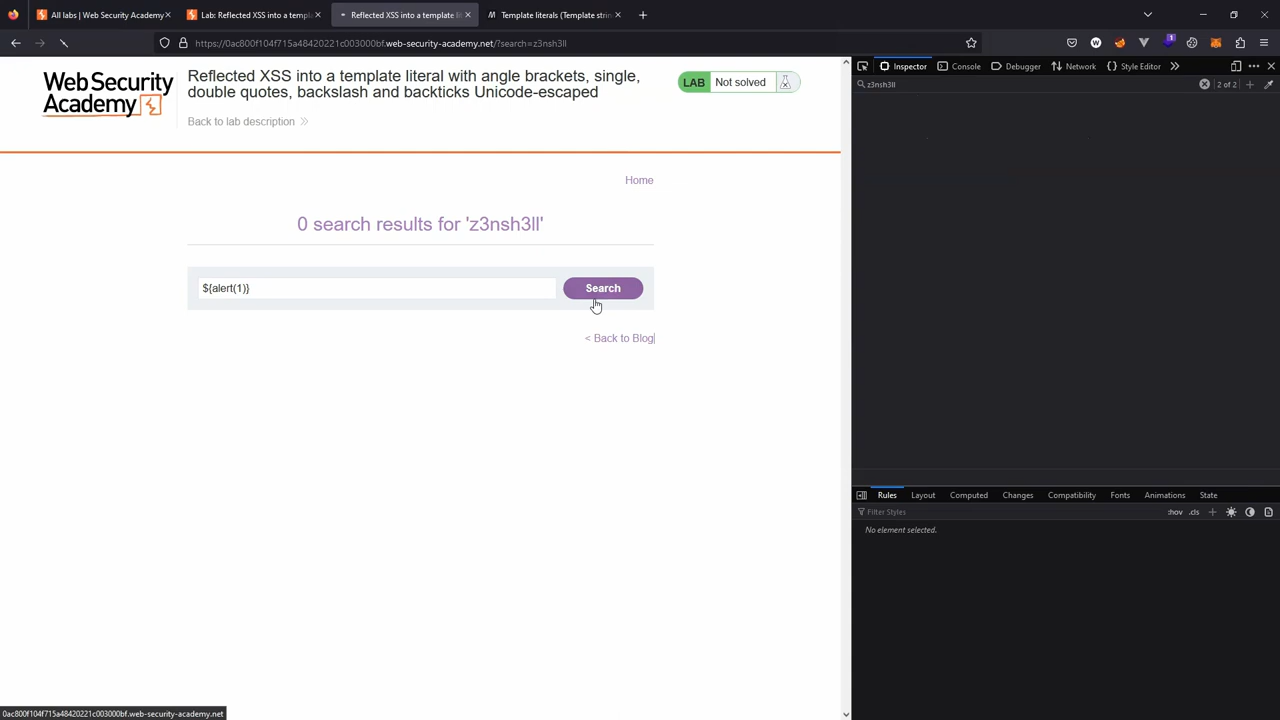 All labs | Web Security Academy
Lab: Reflected XSS into a templa
Reflected XSS into a template li
Template literals (Template strin
https://0ac800f104f715a48420221c003000bf.web-security-academy.net/?search=z3nsh3ll
1
WebSecurity
Academy
Reflected XSS into a template literal with angle brackets, single,
double quotes, backslash and backticks Unicode-escaped
Back to lab description
LAB
Not solved
Home
0 search results for 'z3nsh3ll'
${alert(1)}
Search
< Back to Blog
0ac800f104f715a48420221c003000bf.web-security-academy.net
Inspector
Console
Debugger
Network
Style Editor
z3nsh3ll
2 of 2
Rules
Layout
Computed
Changes
Compatibility
Fonts
Animations
State
Filter Styles
:hov
.cls
No element selected.